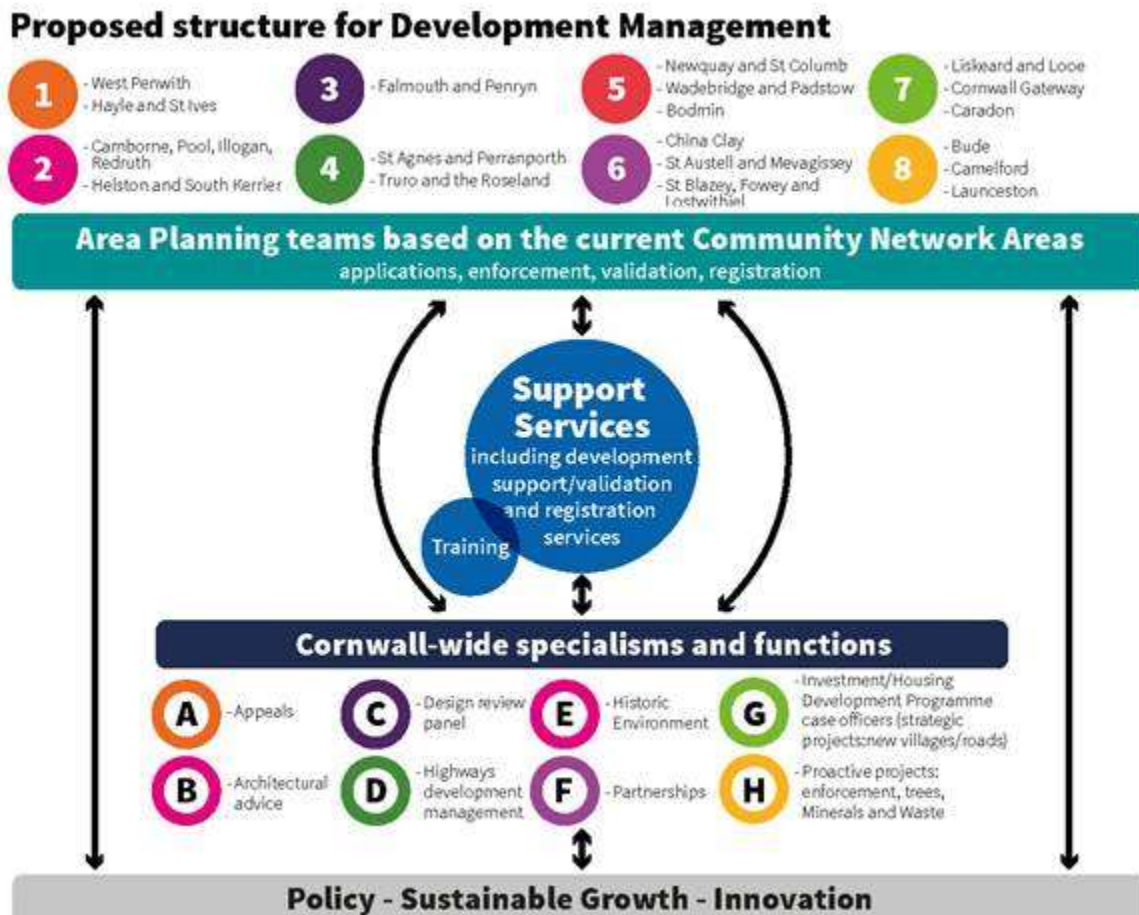 Proposed structure for Development Management
1
- West Penwith
- Hayle and St Ives
2
- Camborne, Pool, Illogan,
Redruth
- Helston and South Kerrier
3
- Falmouth and Penryn
4
- St Agnes and Perranporth
- Truro and the Roseland
5
- Newquay and St Columb
- Wadebridge and Padstow
- Bodmin
6
- China Clay
- St Austell and Mevagissey
- St Blazey, Fowey and
Lostwithiel
7
- Liskeard and Looe
- Cornwall Gateway
- Caradon
8
- Bude
- Camelford
- Launceston
Area Planning teams based on the current Community Network Areas
applications, enforcement, validation, registration
Support
Services
including development
support/validation
and registration
services
Training
Cornwall-wide specialisms and functions
A
- Appeals
B
- Architectural
advice
C
- Design review
panel
D
- Highways
development
management
E
- Historic
Environment
F
- Partnerships
G
- Investment/Housing
Development Programme
case officers (strategic
projects:new villages/roads)
H
- Proactive projects:
enforcement, trees,
Minerals and Waste
Policy - Sustainable Growth - Innovation